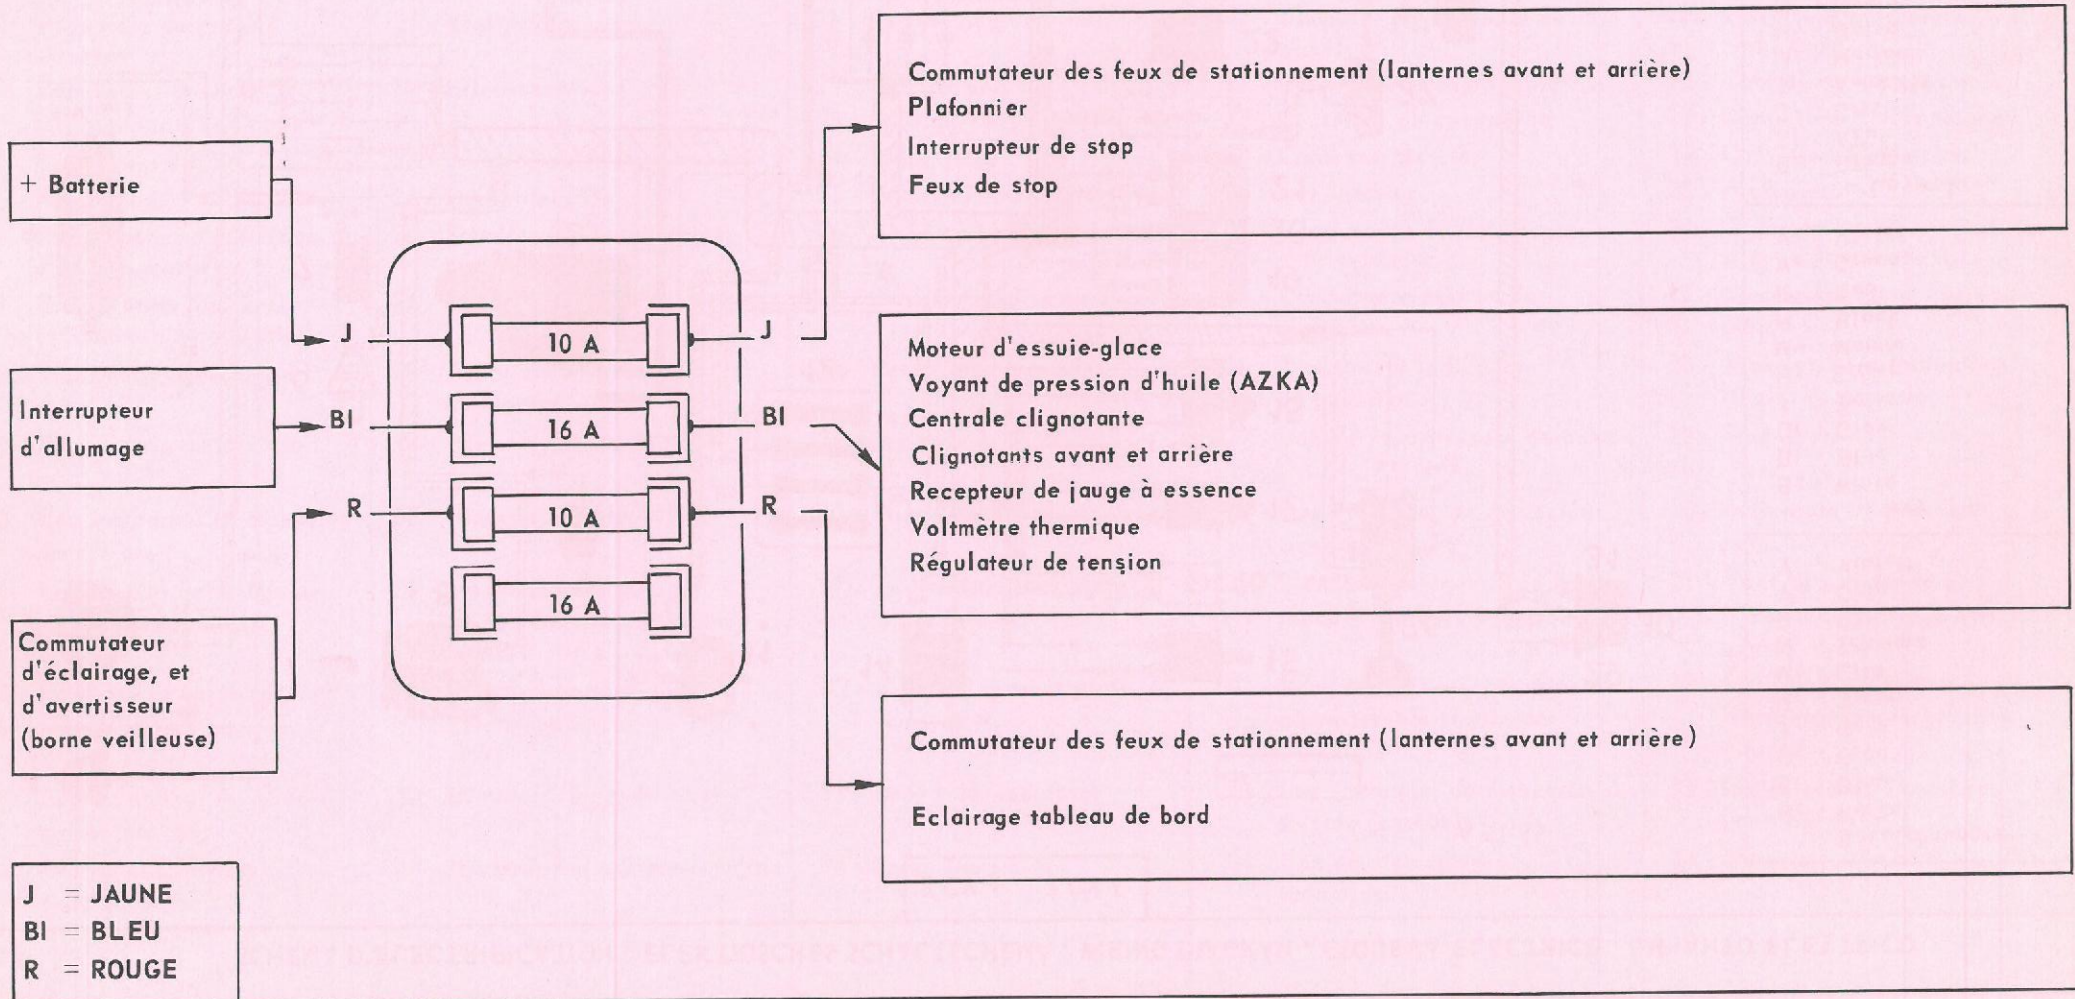 + Batterie
Interrupteur
d'allumage
Commutateur
d'éclairage, et
d'avertisseur
(borne veilleuse)
J
10 A
J
Bl
16 A
Bl
R
10 A
R
16 A
Commutateur des feux de stationnement (lanternes avant et arrière)
Plafonnier
Interrupteur de stop
Feux de stop
Moteur d'essuie-glace
Voyant de pression d'huile (AZKA)
Centrale clignotante
Clignotants avant et arrière
Recepteur de jauge à essence
Voltmètre thermique
Régulateur de tension
Commutateur des feux de stationnement (lanternes avant et arrière)
Eclairage tableau de bord
J = JAUNE
Bl = BLEU
R = ROUGE